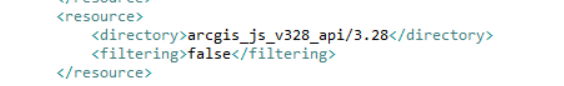 <resource>
<directory>arcgis_js_v328_api/3.28</directory>
<filtering>false</filtering>
</resource>